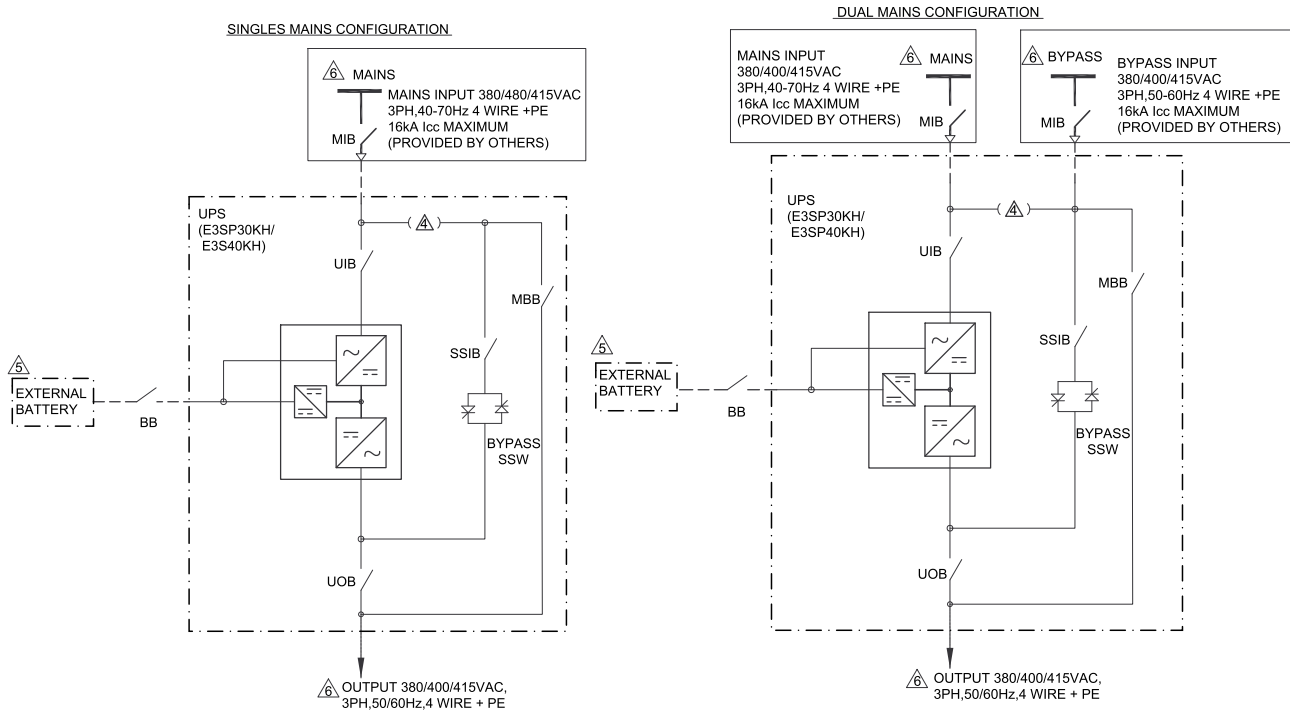 SINGLES MAINS CONFIGURATION
6 MAINS
MAINS INPUT 380/480/415VAC
3PH,40-70Hz 4 WIRE +PE
16kA Icc MAXIMUM
(PROVIDED BY OTHERS)
MIB
UPS
(E3SP30KH/
E3S40KH)
4
UIB
MBB
SSIB
5
EXTERNAL
BATTERY
BB
BYPASS
SSW
UOB
6 OUTPUT 380/400/415VAC,
3PH,50/60Hz,4 WIRE + PE
DUAL MAINS CONFIGURATION
MAINS INPUT
380/400/415VAC
3PH,40-70Hz 4 WIRE +PE
16kA Icc MAXIMUM
(PROVIDED BY OTHERS)
6 MAINS
MIB
6 BYPASS
MIB
BYPASS INPUT
380/400/415VAC
3PH,50-60Hz 4 WIRE +PE
16kA Icc MAXIMUM
(PROVIDED BY OTHERS)
UPS
(E3SP30KH/
E3SP40KH)
4
UIB
MBB
SSIB
5
EXTERNAL
BATTERY
BB
BYPASS
SSW
UOB
6 OUTPUT 380/400/415VAC,
3PH,50/60Hz,4 WIRE + PE